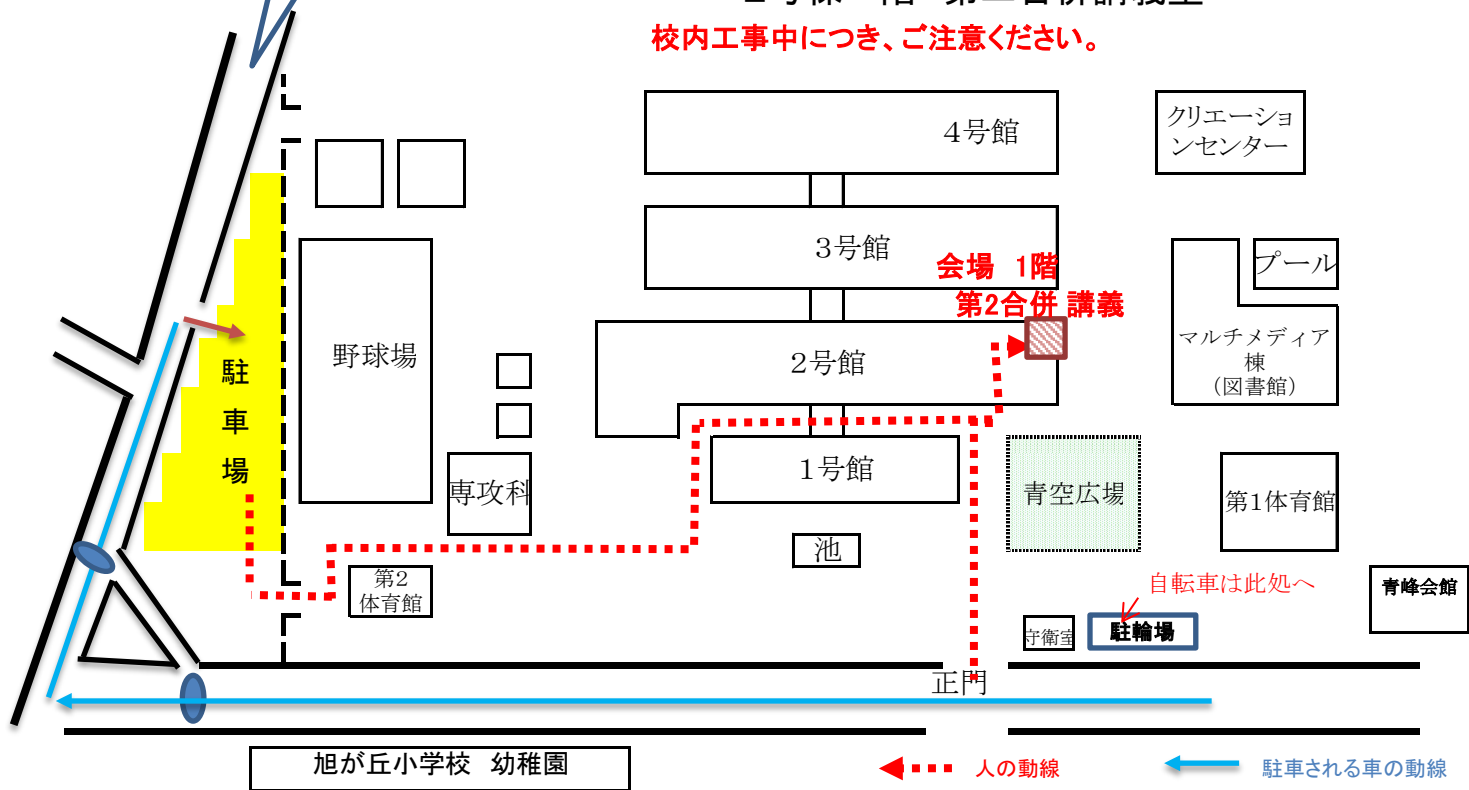 校内工事中につき、ご注意ください。
4号館
クリエーショ
ンセンター
3号館
会場 1階
第2合併 講義
プール
野球場
2号館
マルチメディア
棟
(図書館)
駐
車
場
1号館
専攻科
青空広場
第1体育館
池
第2
体育館
自転車は此処へ
青峰会館
守衛室
駐輪場
正門
旭が丘小学校 幼稚園
人の動線
駐車される車の動線